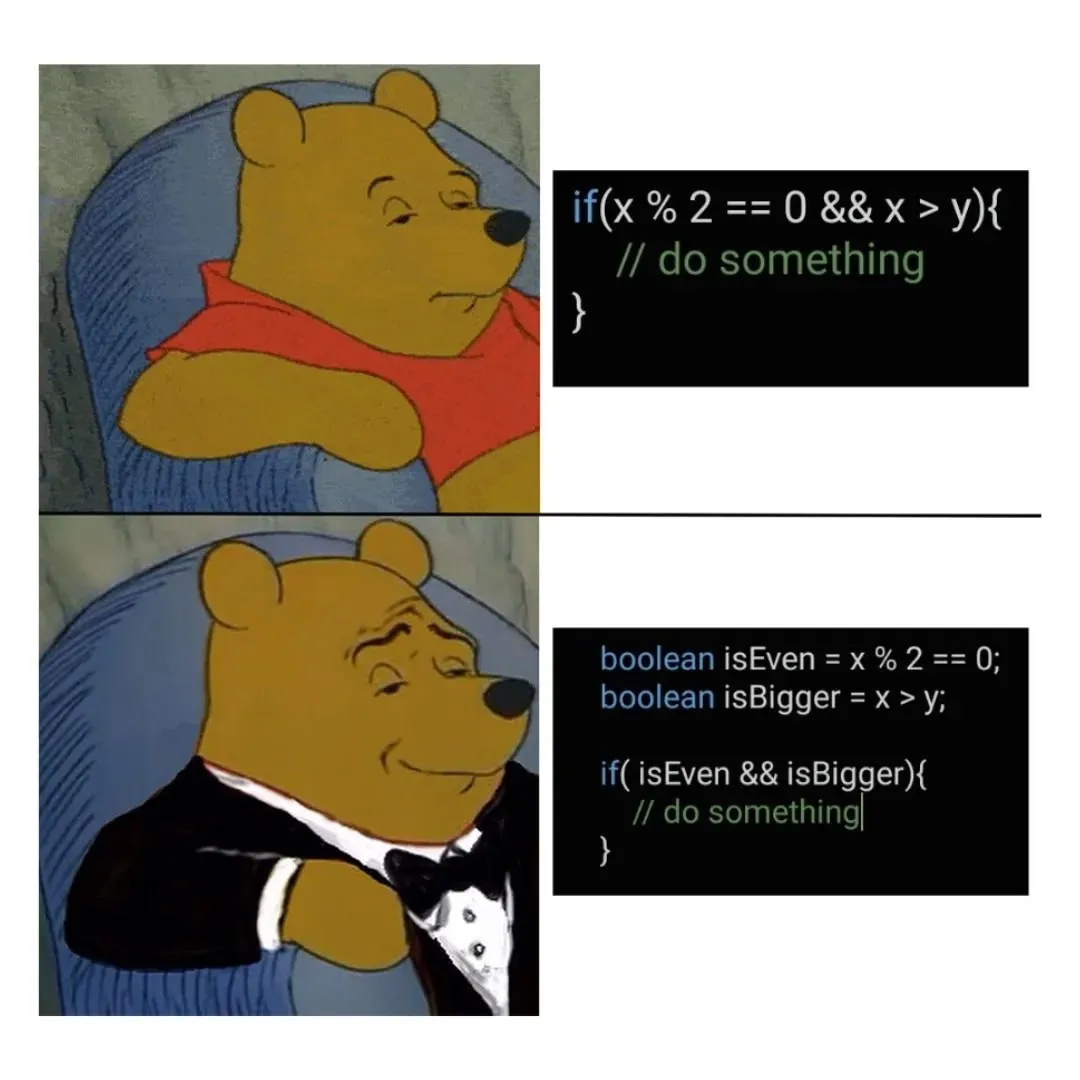 if(x % 2 == 0 && x > y){
// do something
}
boolean isEven = x % 2 == 0;
boolean isBigger = x > y;
if( isEven && isBigger){
// do something
}